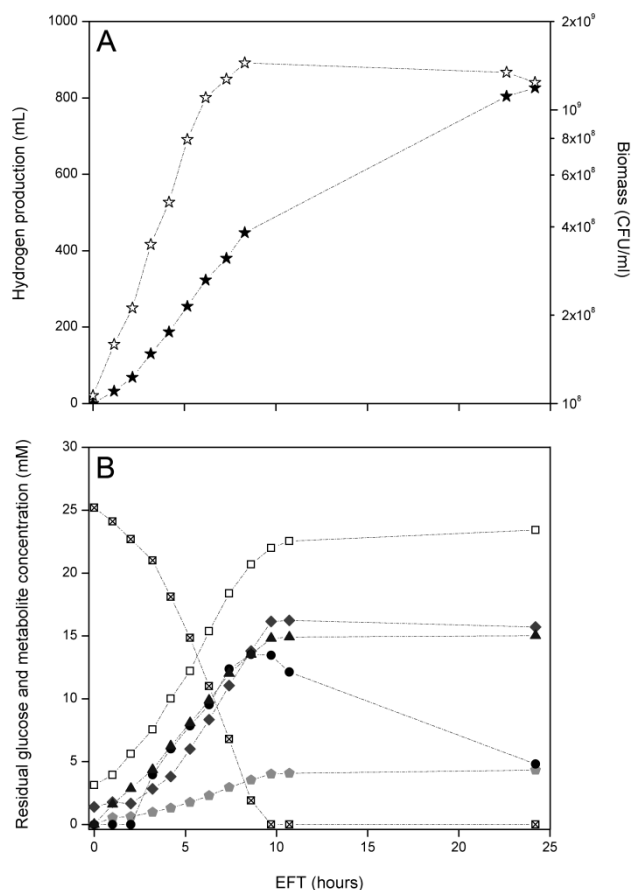 A
1000
800
600
400
200
0
Hydrogen production (mL)
2x10⁹
10⁹
8x10⁸
6x10⁸
4x10⁸
2x10⁸
10⁸
Biomass (CFU/ml)
B
30
25
20
15
10
5
0
Residual glucose and metabolite concentration (mM)
0 5 10 15 20 25
EFT (hours)